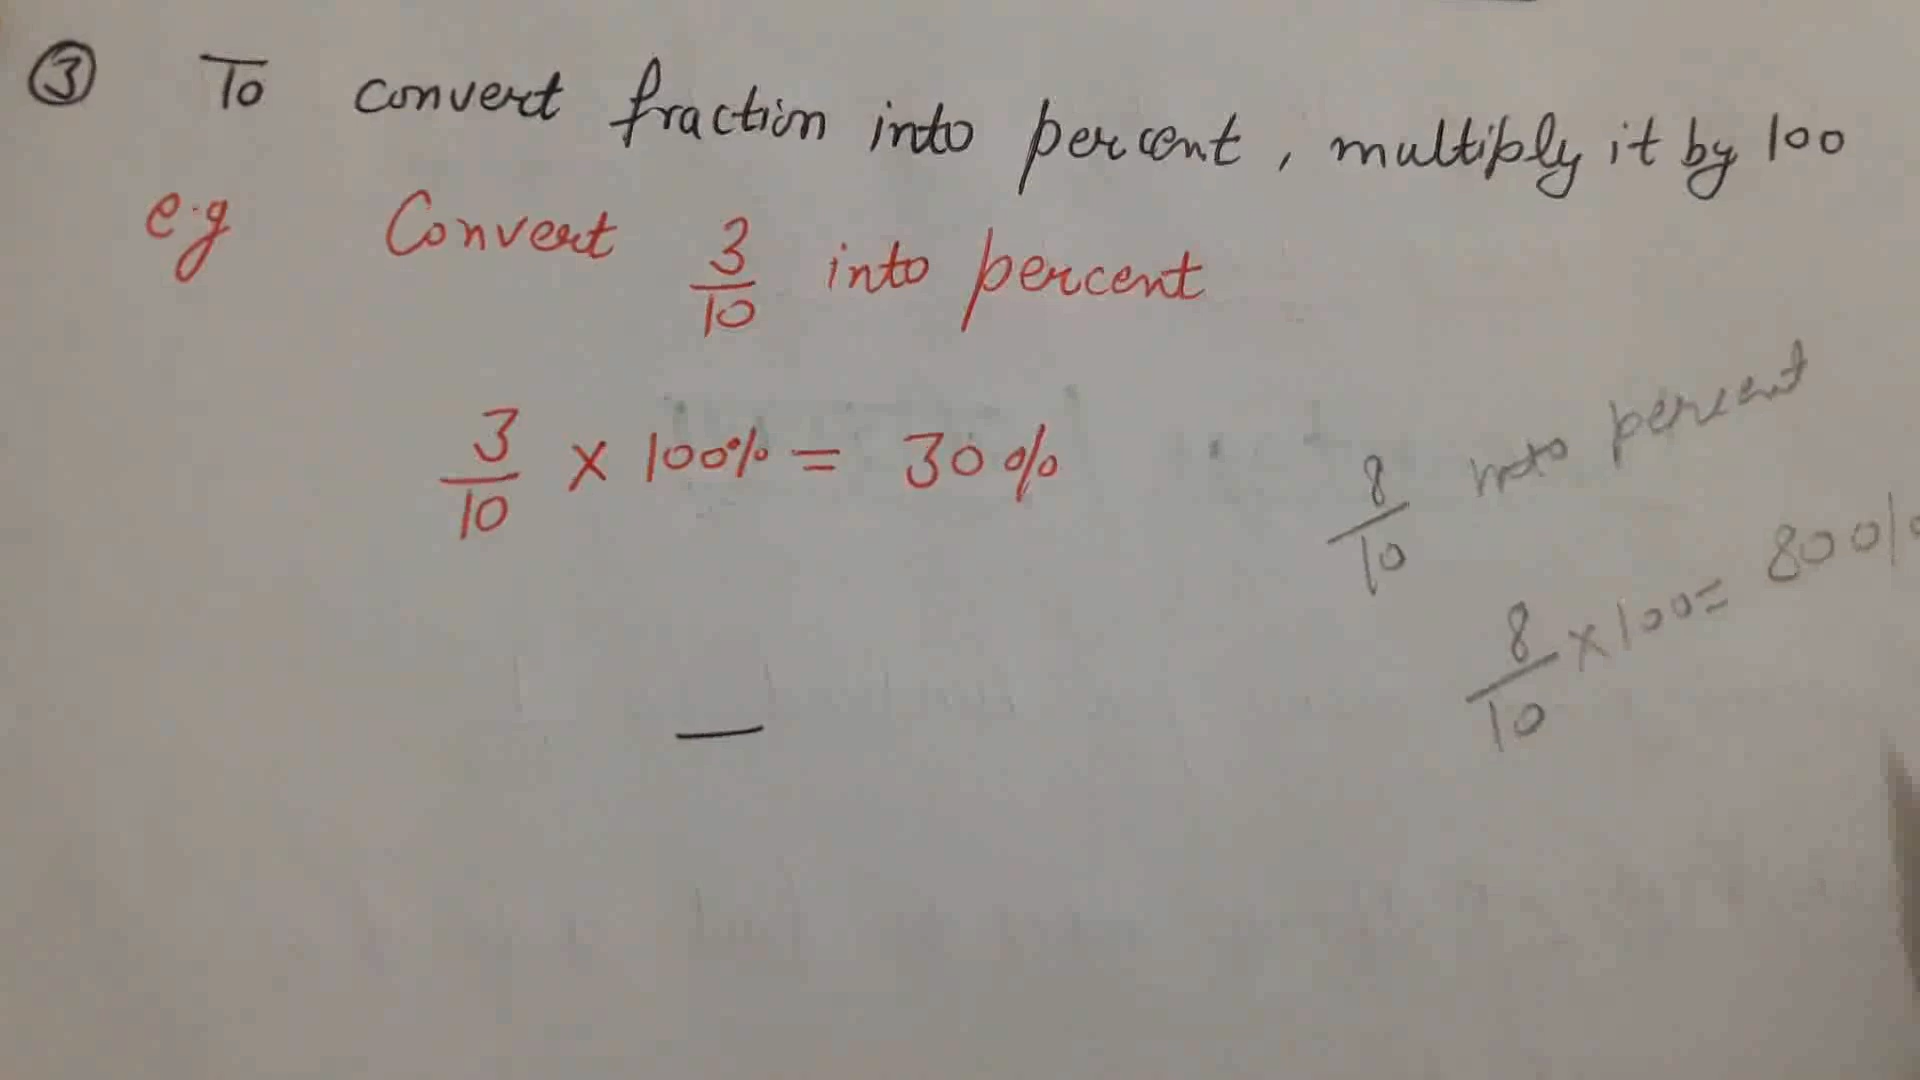 ③ To convert fraction into percent, multiply it by 100
e.g Convert 3/10 into percent
3/10 × 100% = 30%
8/10 into percent
8/10 × 100 = 80%